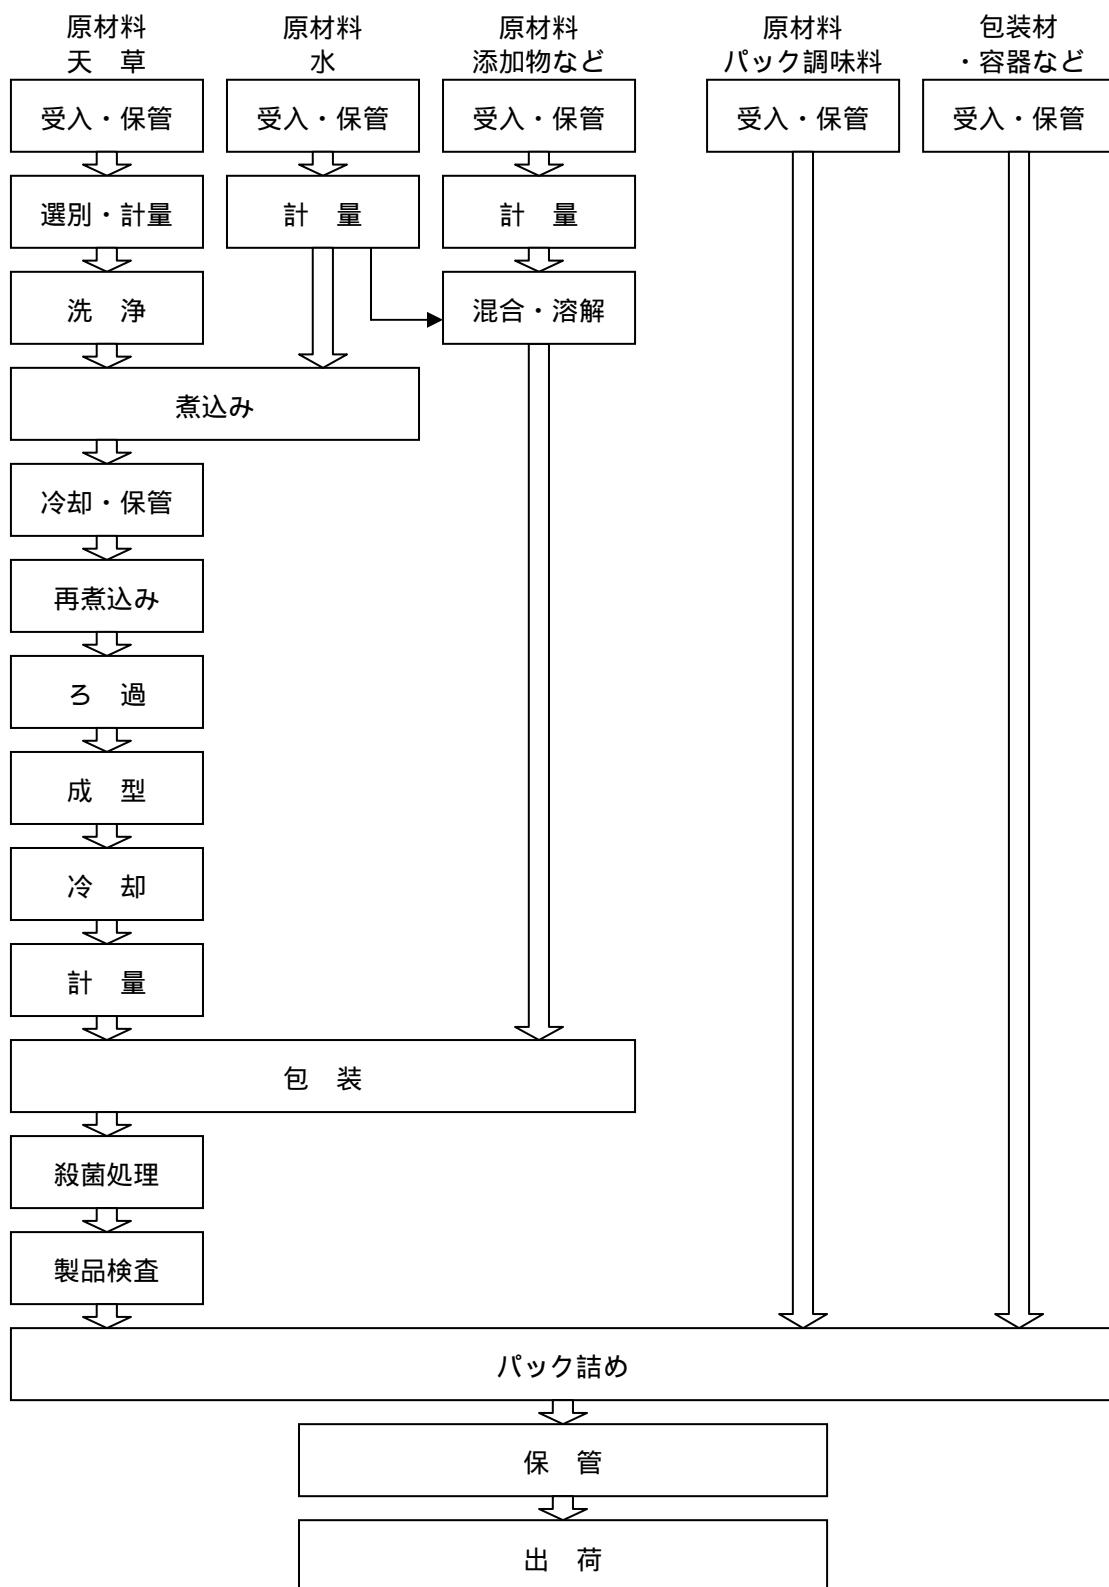 原材料
天　草
原材料
水
原材料
添加物など
原材料
パック調味料
包装材
・容器など
受入・保管
受入・保管
受入・保管
受入・保管
受入・保管
選別・計量
計　量
計　量
洗　浄
混合・溶解
煮込み
冷却・保管
再煮込み
ろ　過
成　型
冷　却
計　量
包　装
殺菌処理
製品検査
パック詰め
保　管
出　荷